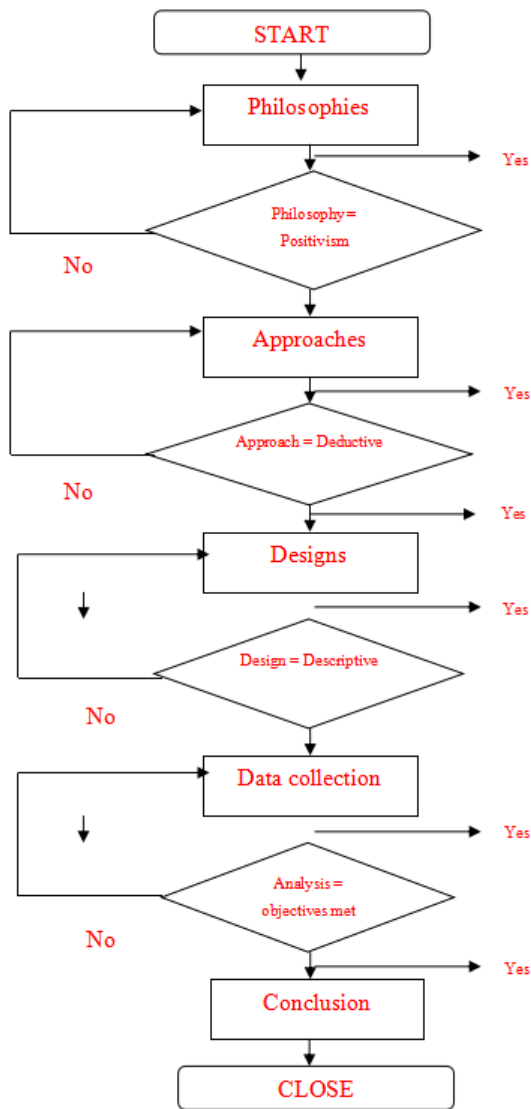 START
Philosophies
Yes
Philosophy=
Positivism
No
Approaches
Yes
Approach = Deductive
No
Yes
Designs
Yes
Design = Descriptive
No
Data collection
Yes
Analysis =
objectives met
No
Yes
Conclusion
CLOSE